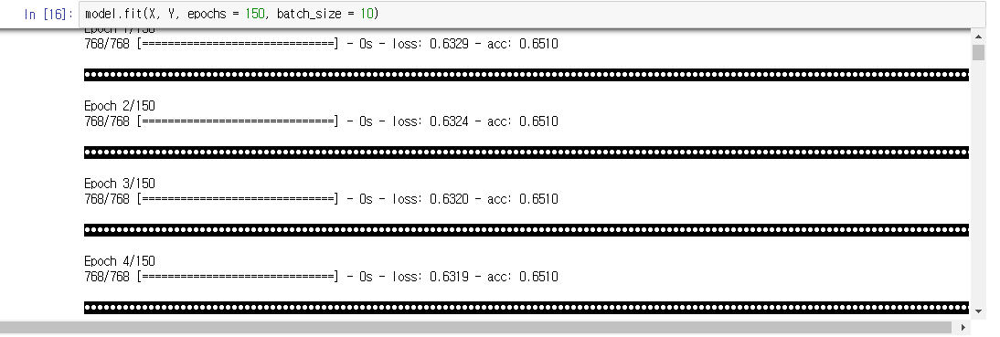 In [16]: model.fit(X, Y, epochs = 150, batch_size = 10)
Epoch 1/150
768/768 [==============================] - 0s - loss: 0.6329 - acc: 0.6510
Epoch 2/150
768/768 [==============================] - 0s - loss: 0.6324 - acc: 0.6510
Epoch 3/150
768/768 [==============================] - 0s - loss: 0.6320 - acc: 0.6510
Epoch 4/150
768/768 [==============================] - 0s - loss: 0.6319 - acc: 0.6510